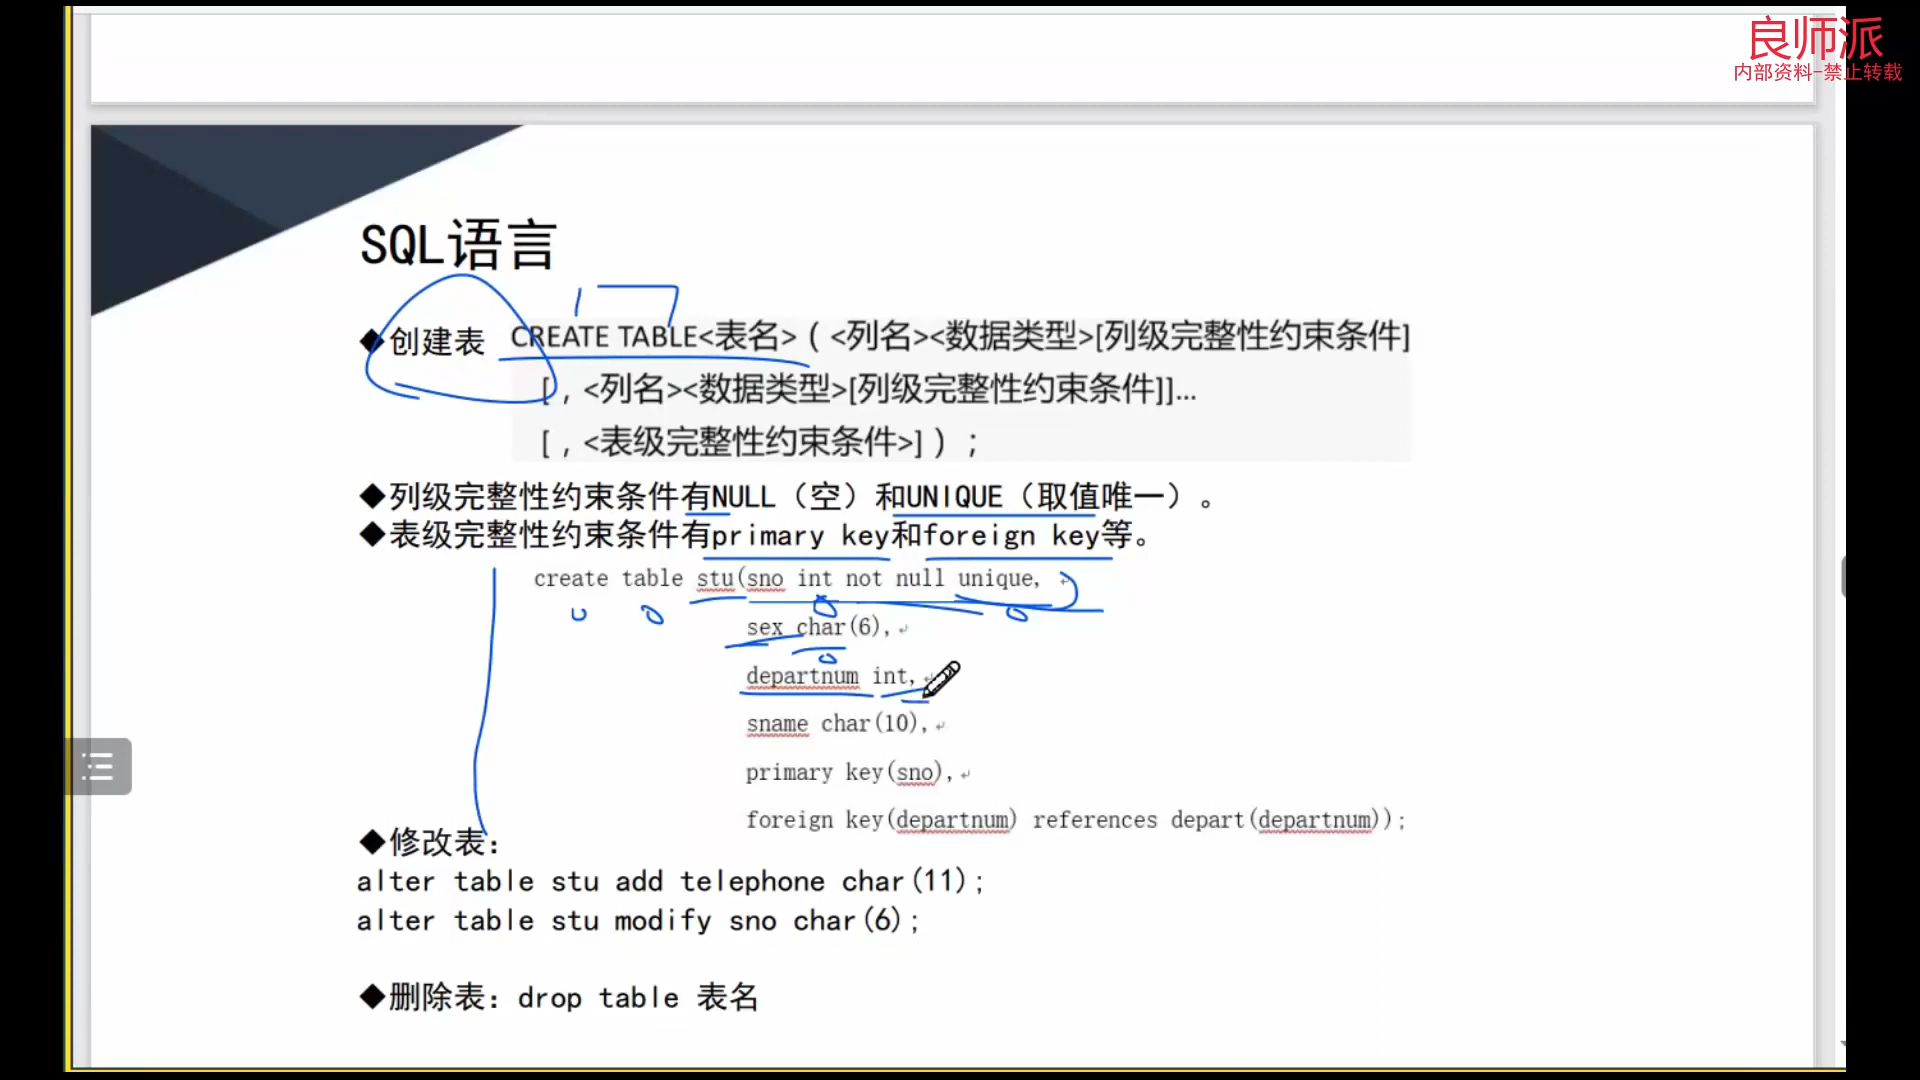 良师派
内部资料-禁止转载
SQL语言
◆创建表 CREATE TABLE<表名>（<列名><数据类型>[列级完整性约束条件]
[，<列名><数据类型>[列级完整性约束条件]]…
[，<表级完整性约束条件>]）；
◆列级完整性约束条件有NULL（空）和UNIQUE（取值唯一）。
◆表级完整性约束条件有primary key和foreign key等。
create table stu(sno int not null unique,
sex char(6),
departnum int,
sname char(10),
primary key(sno),
foreign key(departnum) references depart(departnum));
◆修改表：
alter table stu add telephone char(11);
alter table stu modify sno char(6);
◆删除表：drop table 表名